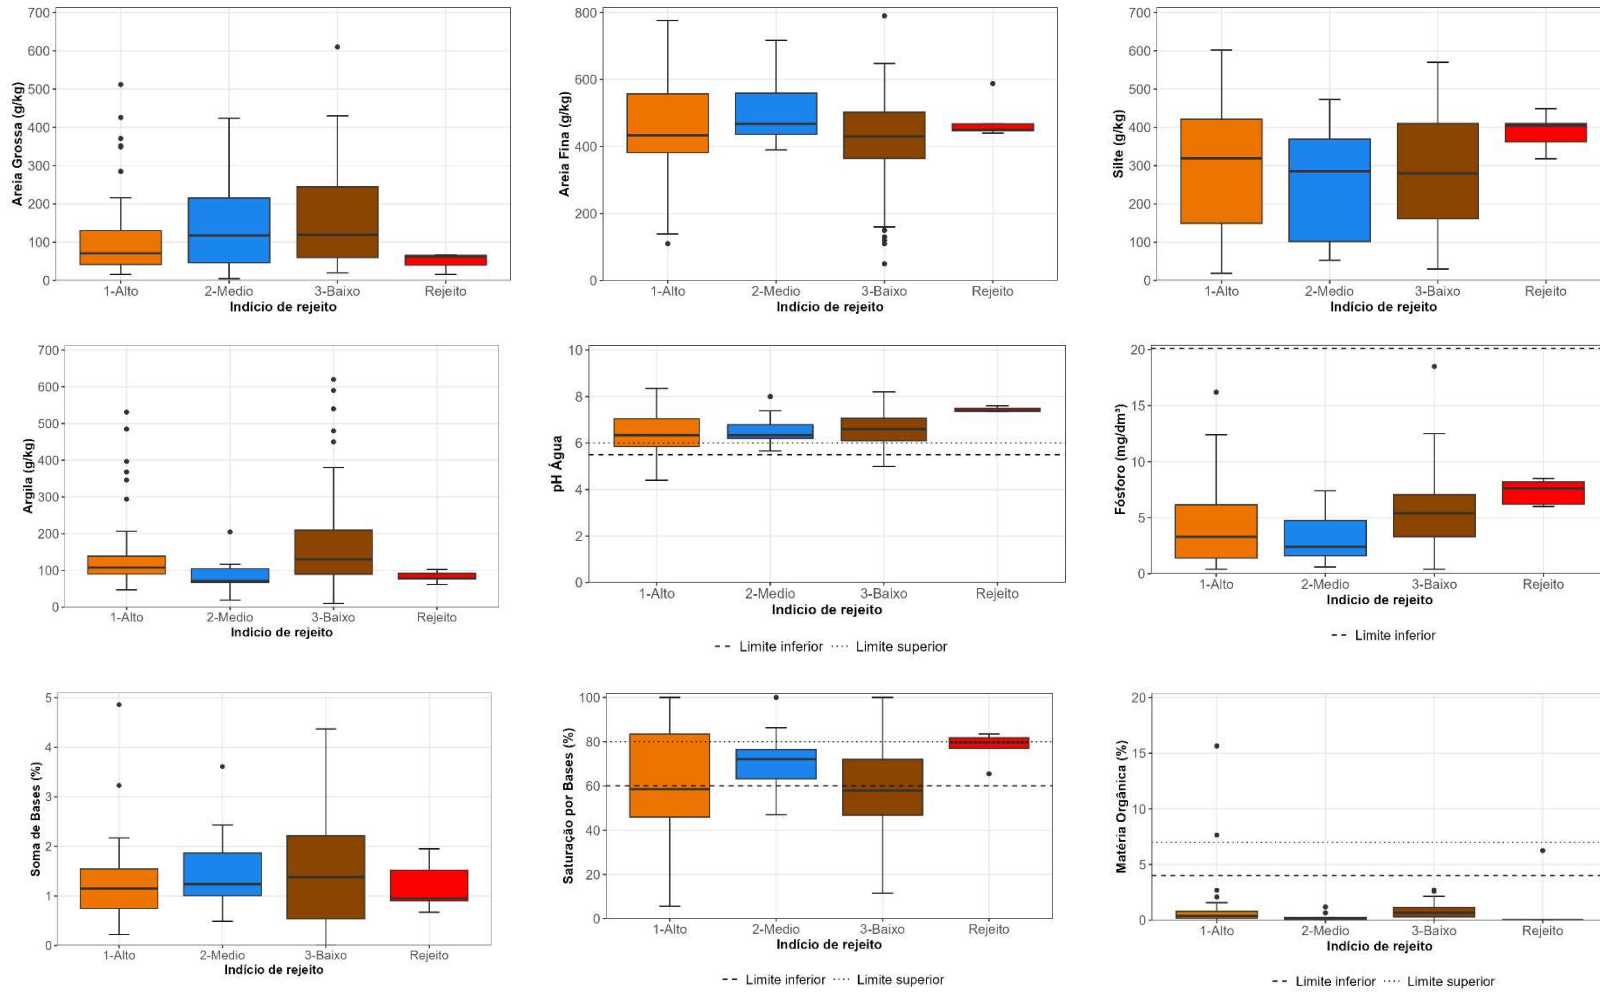 Areia Grossa (g/kg)
700
600
500
400
300
200
100
0
1-Alto 2-Medio 3-Baixo Rejeito
Indício de rejeito
Areia Fina (g/kg)
800
600
400
200
0
1-Alto 2-Medio 3-Baixo Rejeito
Indício de rejeito
Silte (g/kg)
700
600
500
400
300
200
100
0
1-Alto 2-Medio 3-Baixo Rejeito
Indício de rejeito
Argila (g/kg)
700
600
500
400
300
200
100
0
1-Alto 2-Medio 3-Baixo Rejeito
Indício de rejeito
pH Água
10
8
6
4
2
0
1-Alto 2-Medio 3-Baixo Rejeito
Indício de rejeito
Limite inferior Limite superior
Fósforo (mg/dm³)
20
15
10
5
0
1-Alto 2-Medio 3-Baixo Rejeito
Indício de rejeito
Limite inferior
Soma de Bases (%)
5
4
3
2
1
0
1-Alto 2-Medio 3-Baixo Rejeito
Indício de rejeito
Saturação por Bases (%)
100
80
60
40
20
0
1-Alto 2-Medio 3-Baixo Rejeito
Indício de rejeito
Limite inferior Limite superior
Matéria Orgânica (%)
20
15
10
5
0
1-Alto 2-Medio 3-Baixo Rejeito
Indício de rejeito
Limite inferior Limite superior